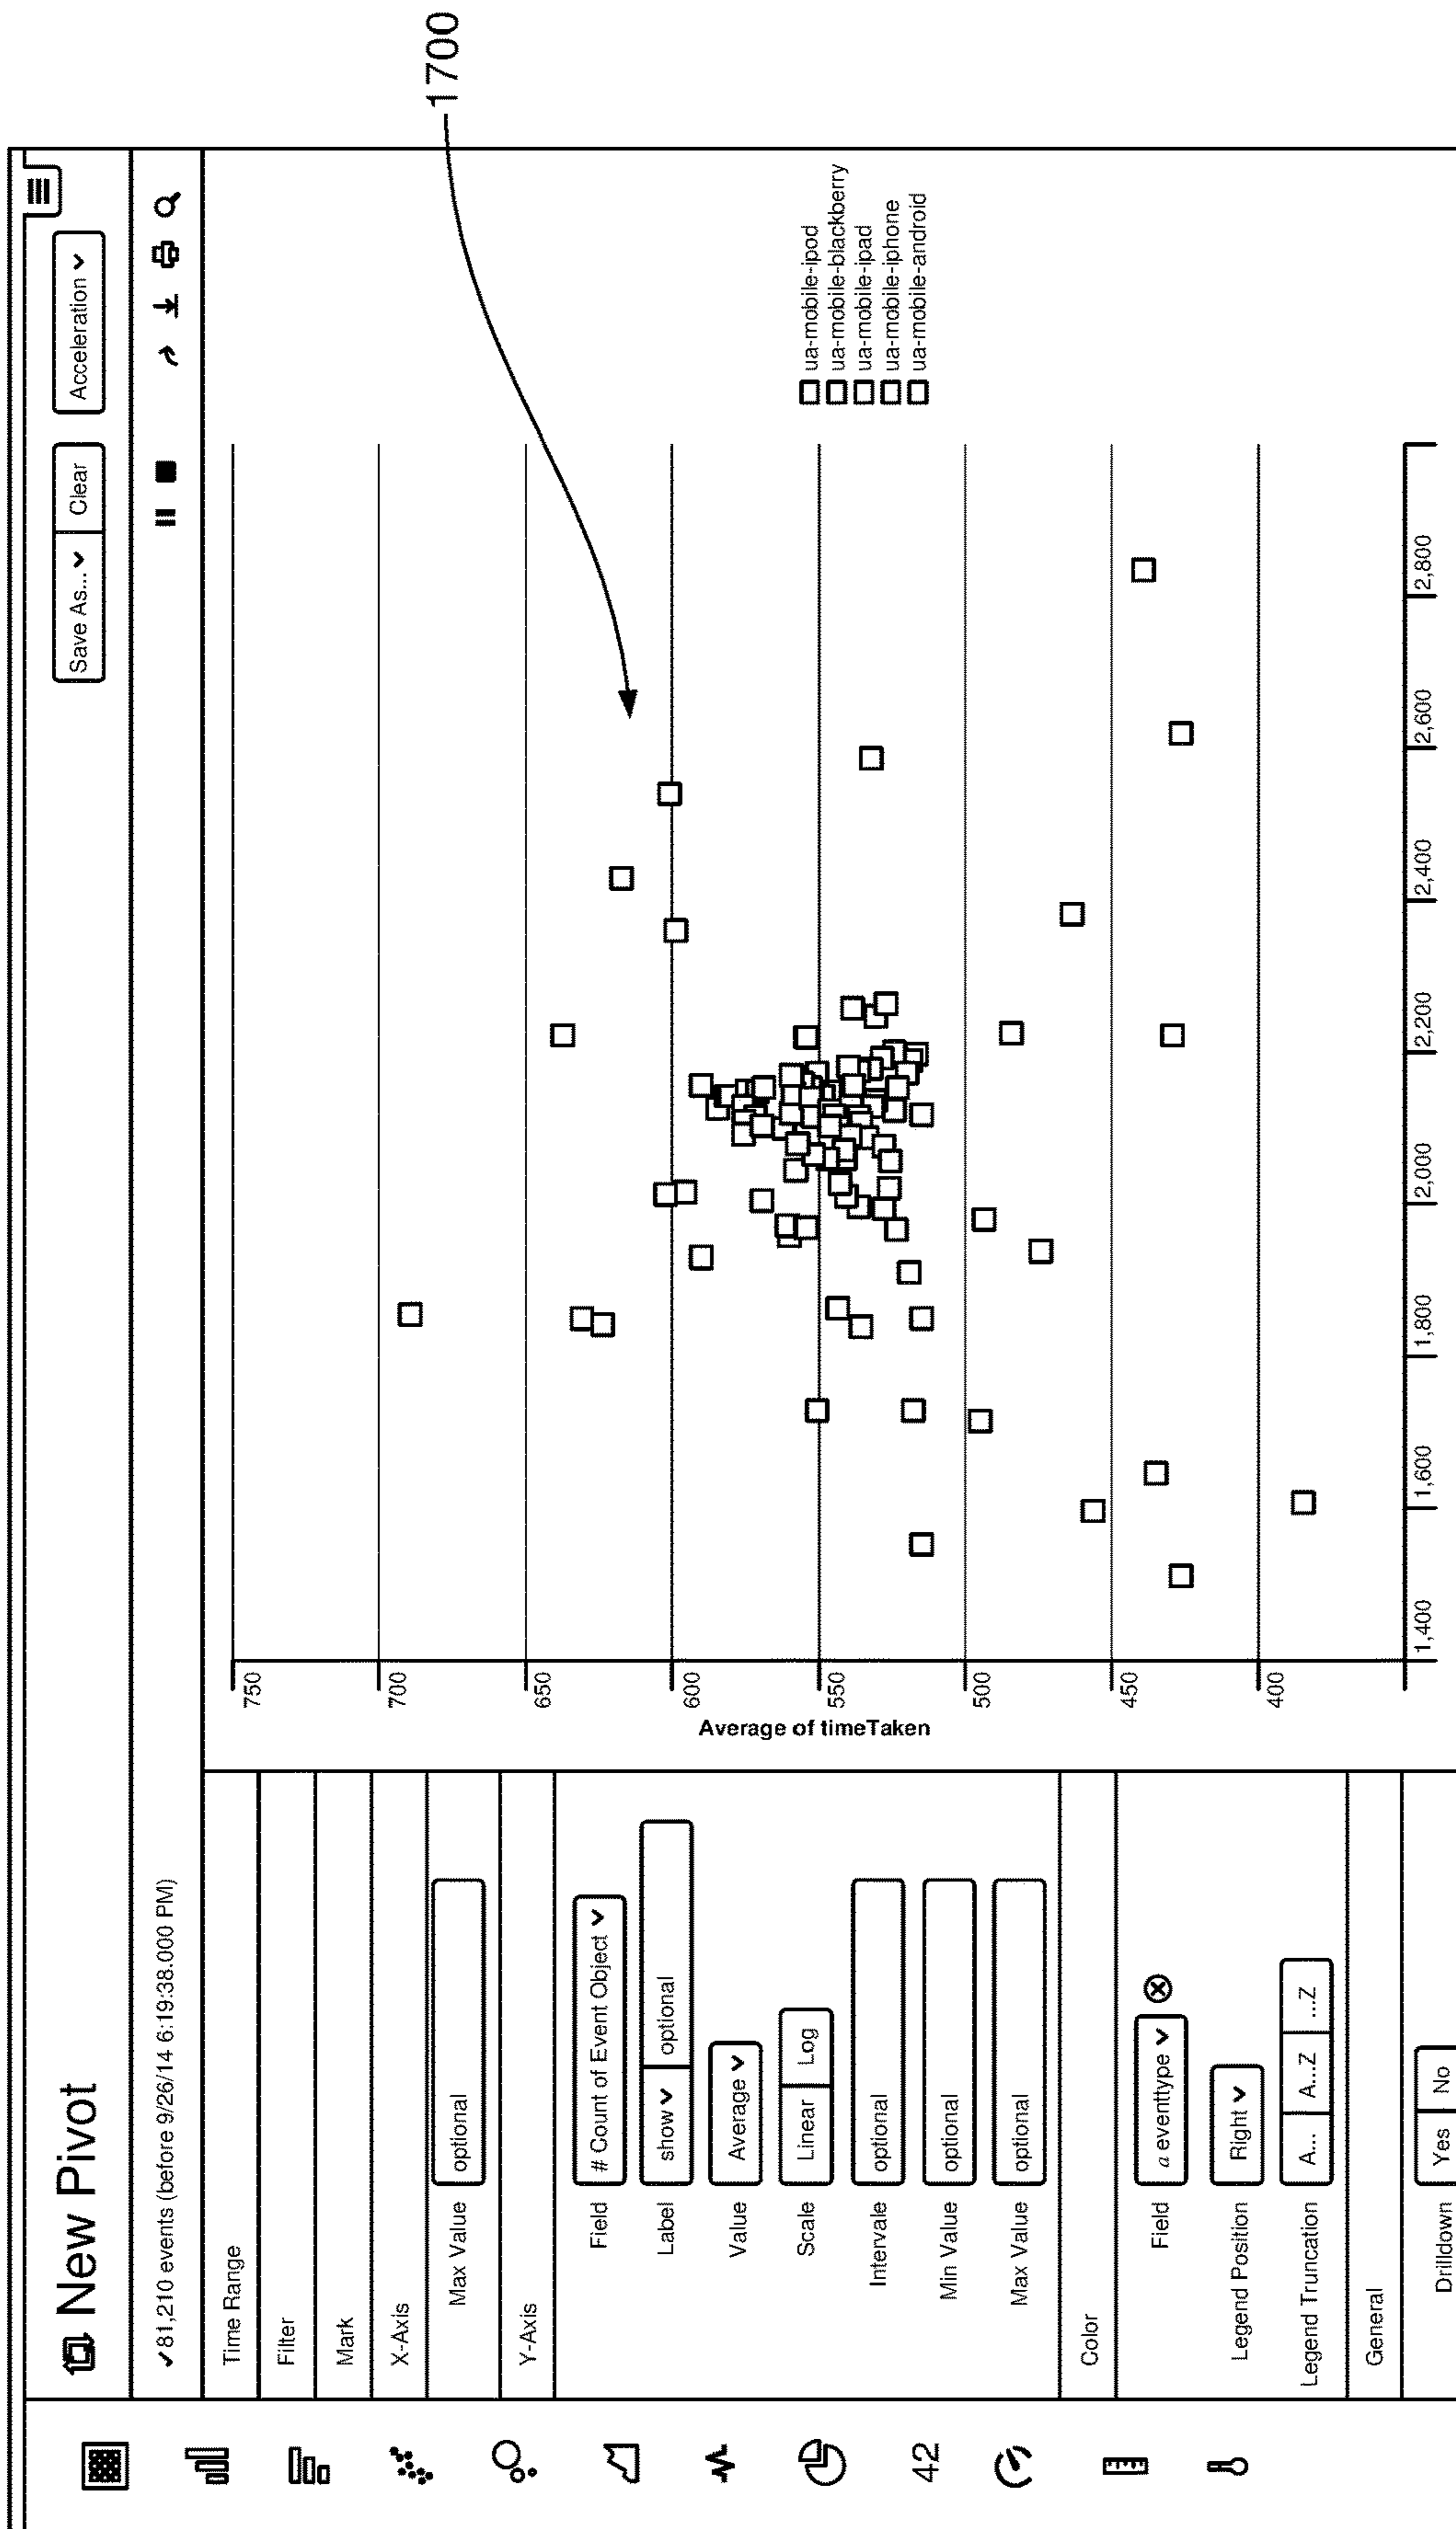 New Pivot
Save As... Clear
Acceleration
✓81,210 events (before 9/26/14 6:19:38.000 PM)
Time Range
Filter
Mark
X-Axis
Max Value optional
Y-Axis
Field # Count of Event Object
Label show optional
Value Average
Scale Linear Log
Intervale optional
Min Value optional
Max Value optional
Color
Field a eventtype
Legend Position Right
Legend Truncation A... A...Z ...Z
General
Drilldown Yes No
42
Average of timeTaken
750
700
650
600
550
500
450
400
1,400 1,600 1,800 2,000 2,200 2,400 2,600 2,800
ua-mobile-ipod
ua-mobile-blackberry
ua-mobile-ipad
ua-mobile-iphone
ua-mobile-android
1700